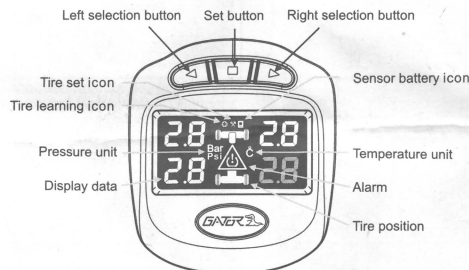 Left selection button
Set button
Right selection button
Tire set icon
Sensor battery icon
Tire learning icon
2.8
2.8
Pressure unit
Bar
Psi
C
Temperature unit
Display data
2.8
2.8
Alarm
GATOR
Tire position